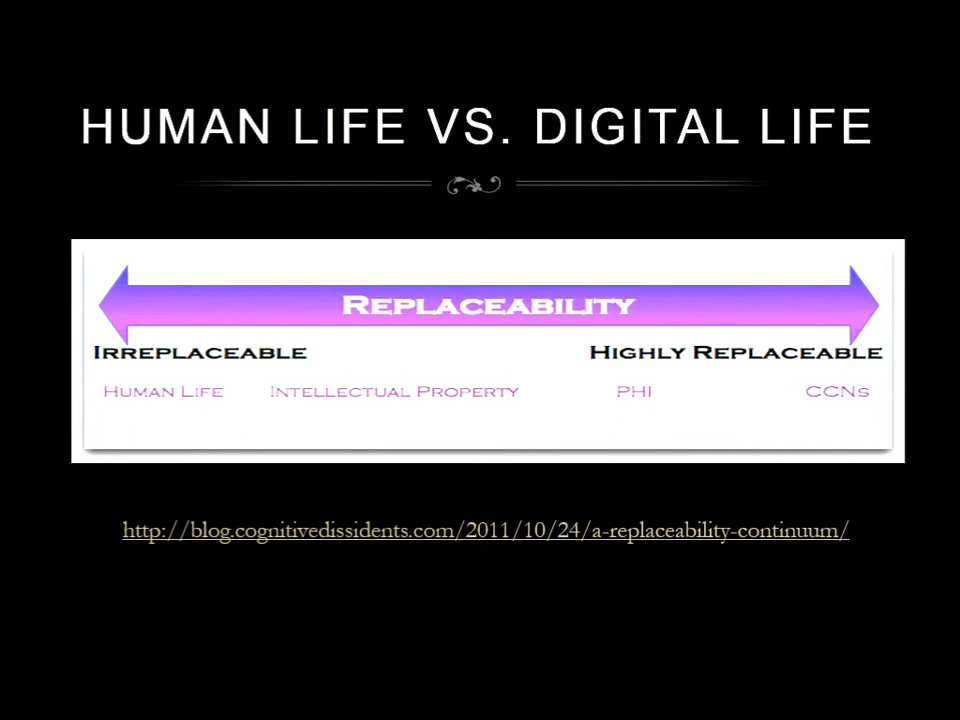 HUMAN LIFE VS. DIGITAL LIFE
REPLACEABILITY
IRREPLACEABLE HIGHLY REPLACEABLE
HUMAN LIFE INTELLECTUAL PROPERTY PHI CCNS
http://blog.cognitivedissidents.com/2011/10/24/a-replaceability-continuum/